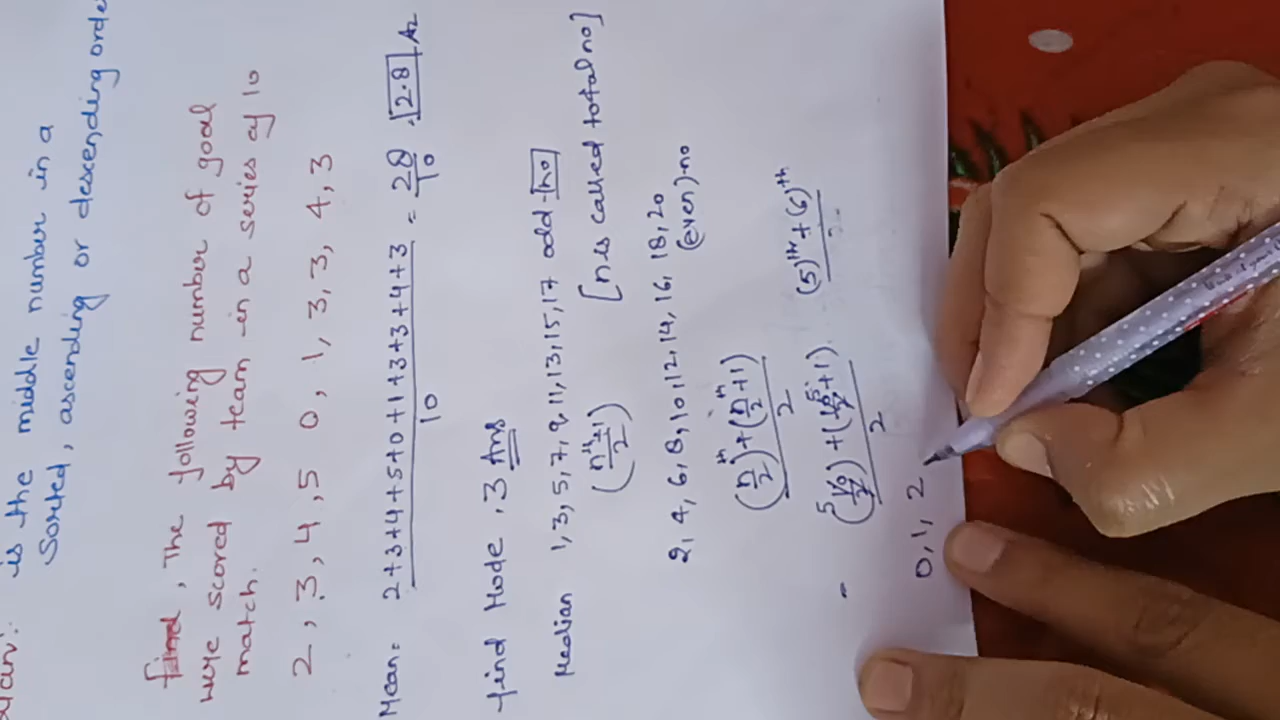 is the middle number in a
Sorted, ascending or descending orde
Find, The following number of goal
were scored by team in a series of 10
match.
2, 3, 4, 5 0, 1, 3, 3, 4, 3
Mean = 2+3+4+5+0+1+3+3+4+3 / 10 = 28/10 . 2.8 Az
find Mode . 3 Ans
Median 1, 3, 5, 7, 9, 11, 13, 15, 17 odd-no
(n+1/2)th [n is called total no]
2, 4, 6, 8, 10, 12, 14, 16, 18, 20
(even)-no
(n/2)th + (n/2+1)th / 2
(10/2) + (10/2+1) / 2 (5)th + (6)th / 2
0, 1, 2